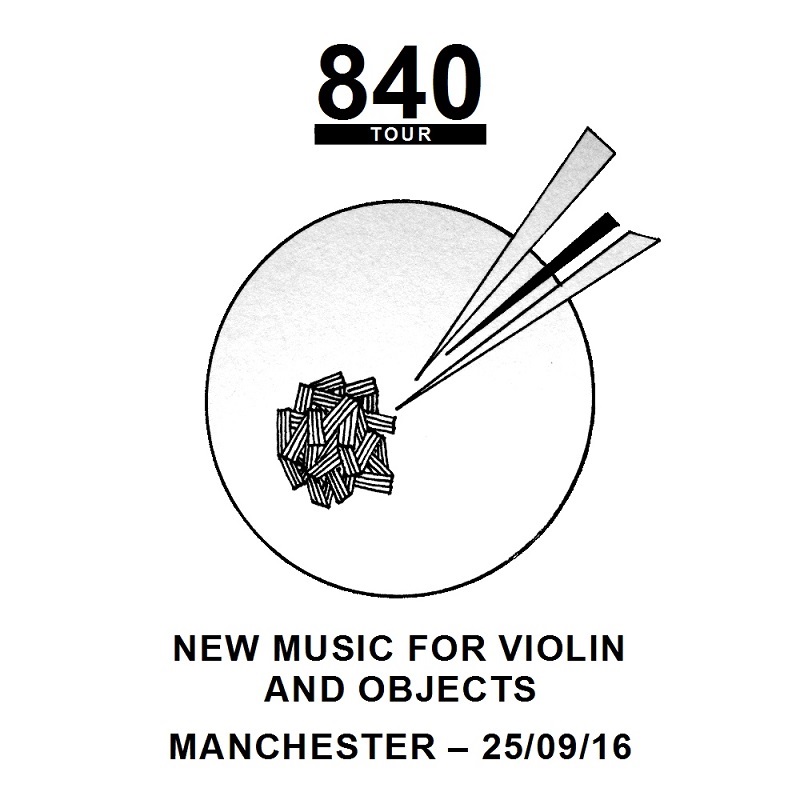 840
TOUR
NEW MUSIC FOR VIOLIN
AND OBJECTS
MANCHESTER – 25/09/16